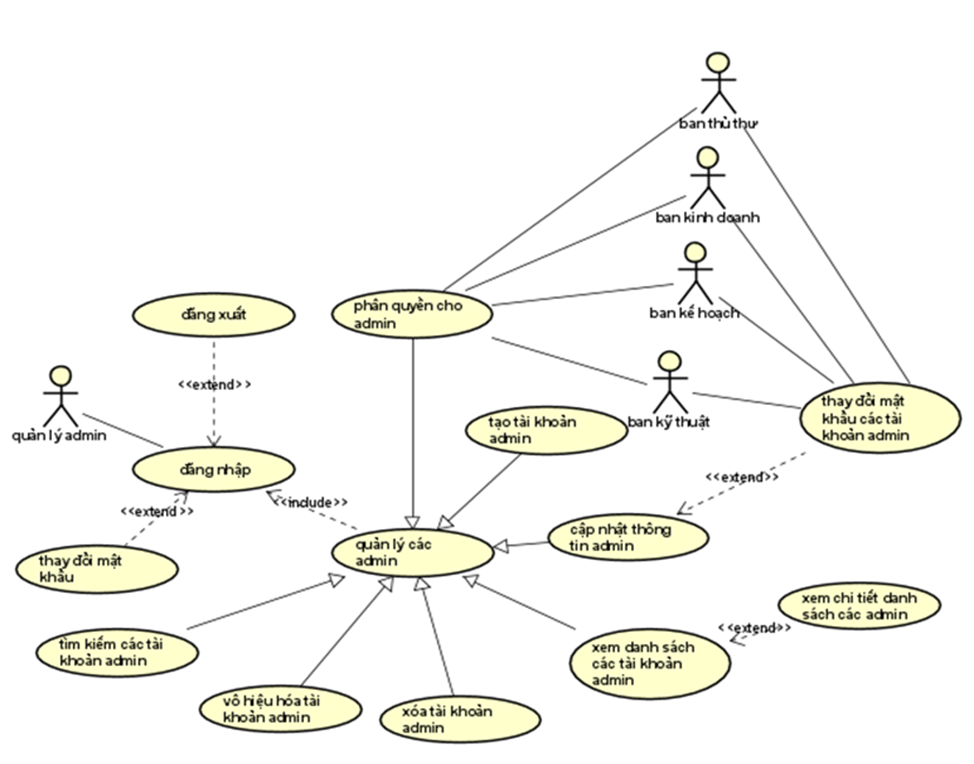 ban thủ thư
ban kinh doanh
ban kế hoạch
đăng xuất
phân quyền cho
admin
<<extend>>
quản lý admin
ban kỹ thuật
thay đổi mật
khẩu các tài
khoản admin
tạo tài khoản
admin
đăng nhập
<<extend>>
<<include>>
<<extend>>
cập nhật thông
tin admin
quản lý các
admin
thay đổi mật
khẩu
xem chi tiết danh
sách các admin
<<extend>>
tìm kiếm các tài
khoản admin
xem danh sách
các tài khoản
admin
vô hiệu hóa tài
khoản admin
xóa tài khoản
admin